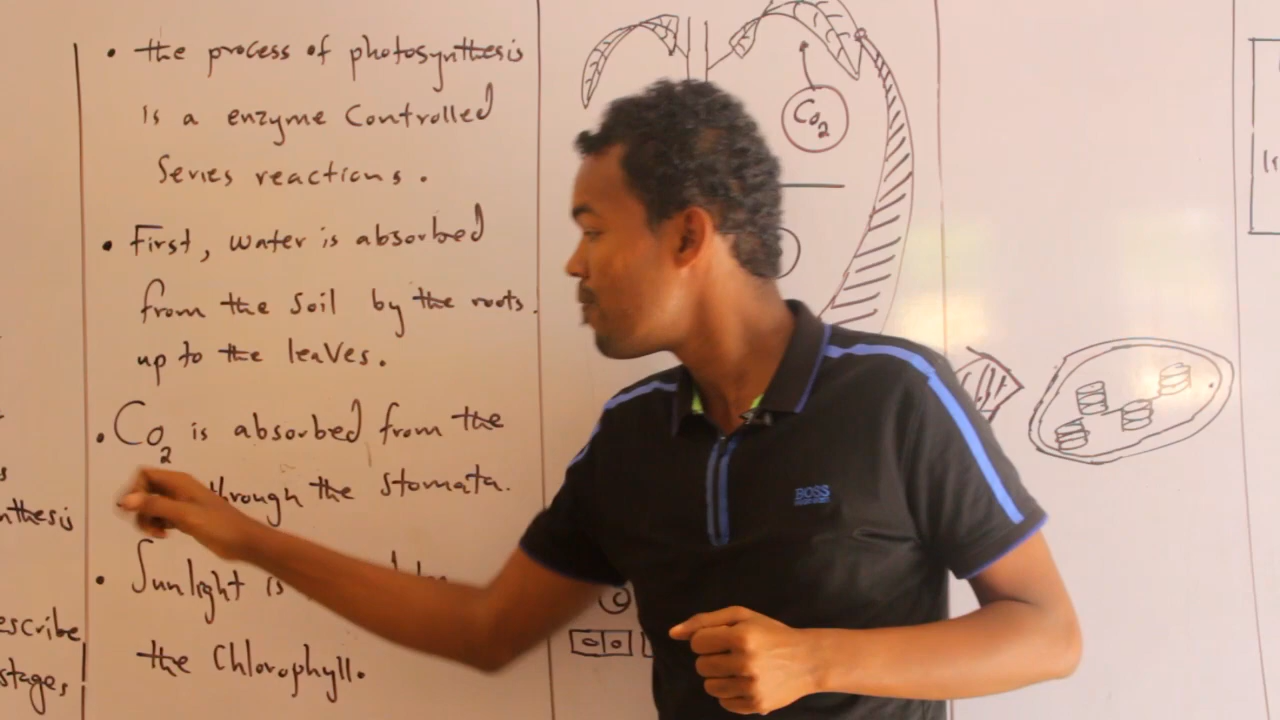 • the process of photosynthesis
is a enzyme Controlled
Series reactions.
• First, water is absorbed
from the soil by the roots.
up to the leaves.
• Co2 is absorbed from the
through the stomata.
• Sunlight is
the Chlorophyll.
nthesis
escribe
stages
Co2
BOSS